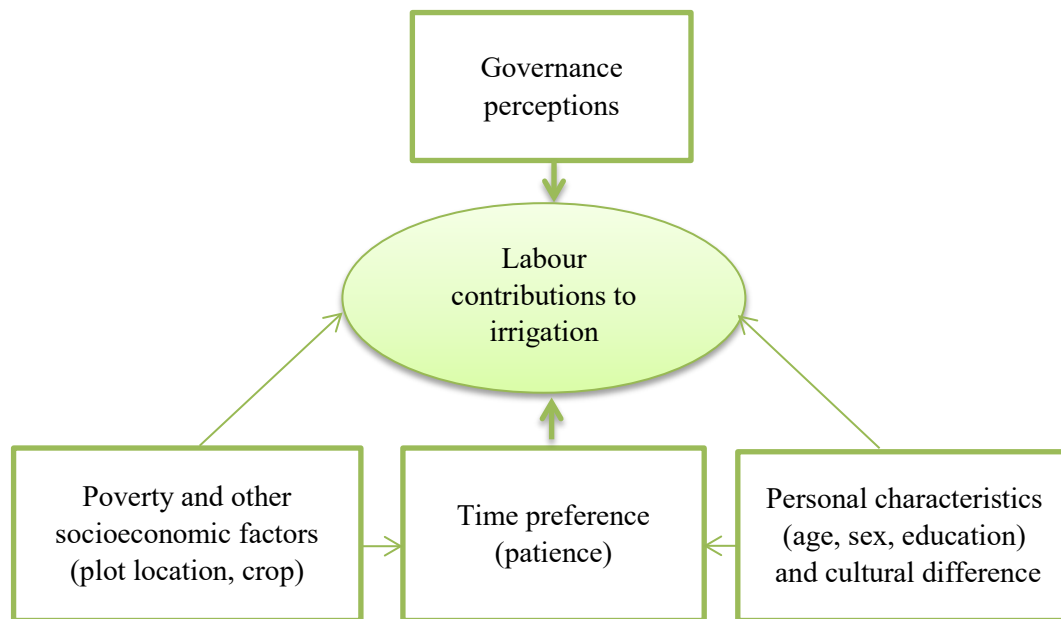 Governance
perceptions
Labour
contributions to
irrigation
Poverty and other
socioeconomic factors
(plot location, crop)
Time preference
(patience)
Personal characteristics
(age, sex, education)
and cultural difference